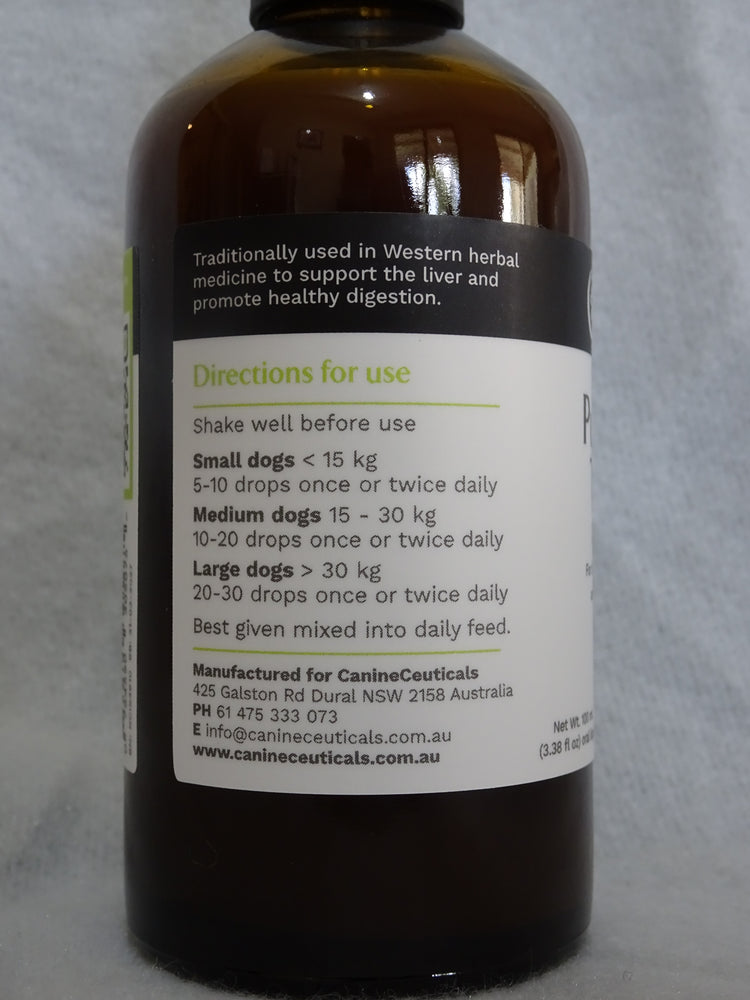 Traditionally used in Western herbal
medicine to support the liver and
promote healthy digestion.
Directions for use
Shake well before use
Small dogs < 15 kg
5-10 drops once or twice daily
Medium dogs 15 - 30 kg
10-20 drops once or twice daily
Large dogs > 30 kg
20-30 drops once or twice daily
Best given mixed into daily feed.
Manufactured for CanineCeuticals
425 Galston Rd Dural NSW 2158 Australia
PH 61 475 333 073
E info@canineceuticals.com.au
www.canineceuticals.com.au
Net Wt. 100
(3.38 fl oz) oral